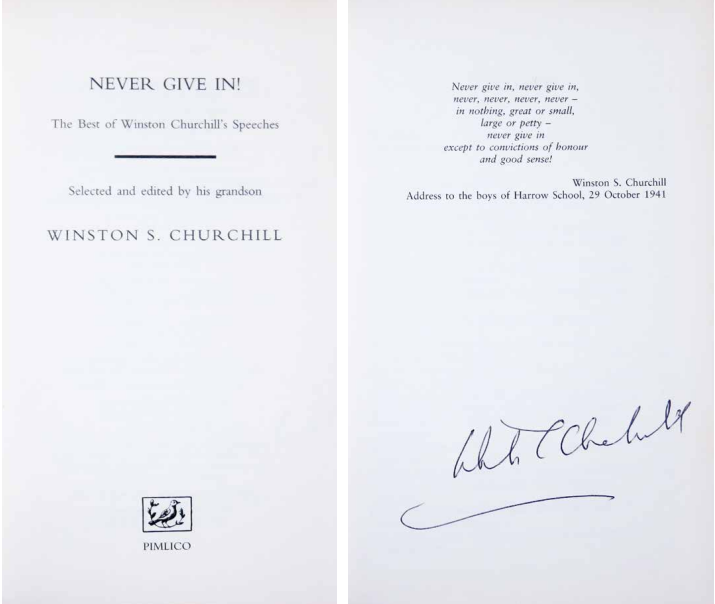 NEVER GIVE IN!
The Best of Winston Churchill's Speeches
Selected and edited by his grandson
WINSTON S. CHURCHILL
PIMLICO
Never give in, never give in,
never, never, never, never –
in nothing, great or small,
large or petty –
never give in
except to convictions of honour
and good sense!
Winston S. Churchill
Address to the boys of Harrow School, 29 October 1941